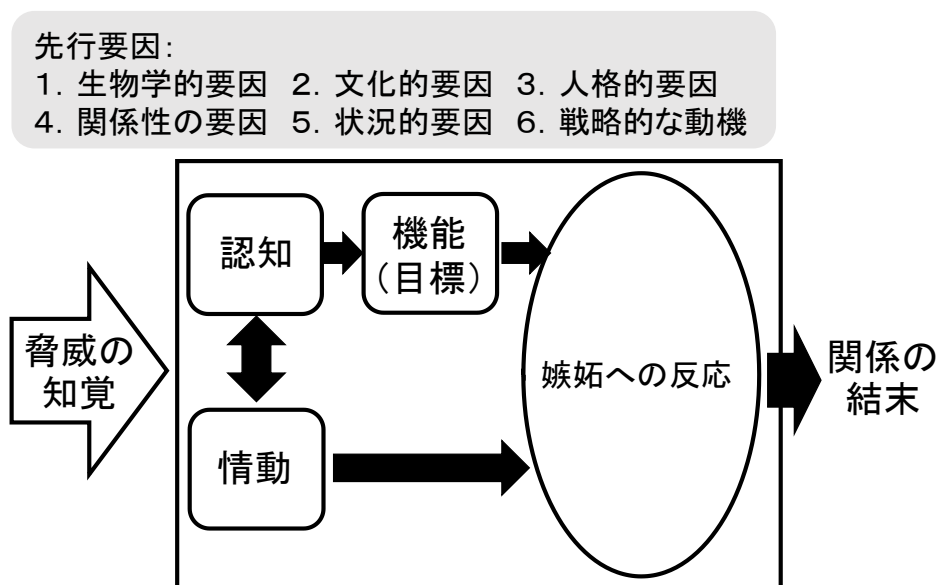 先行要因：
１．生物学的要因　２．文化的要因　３．人格的要因
４．関係性の要因　５．状況的要因　６．戦略的な動機
認知
機能
（目標）
脅威の
知覚
嫉妬への反応
関係の
結末
情動